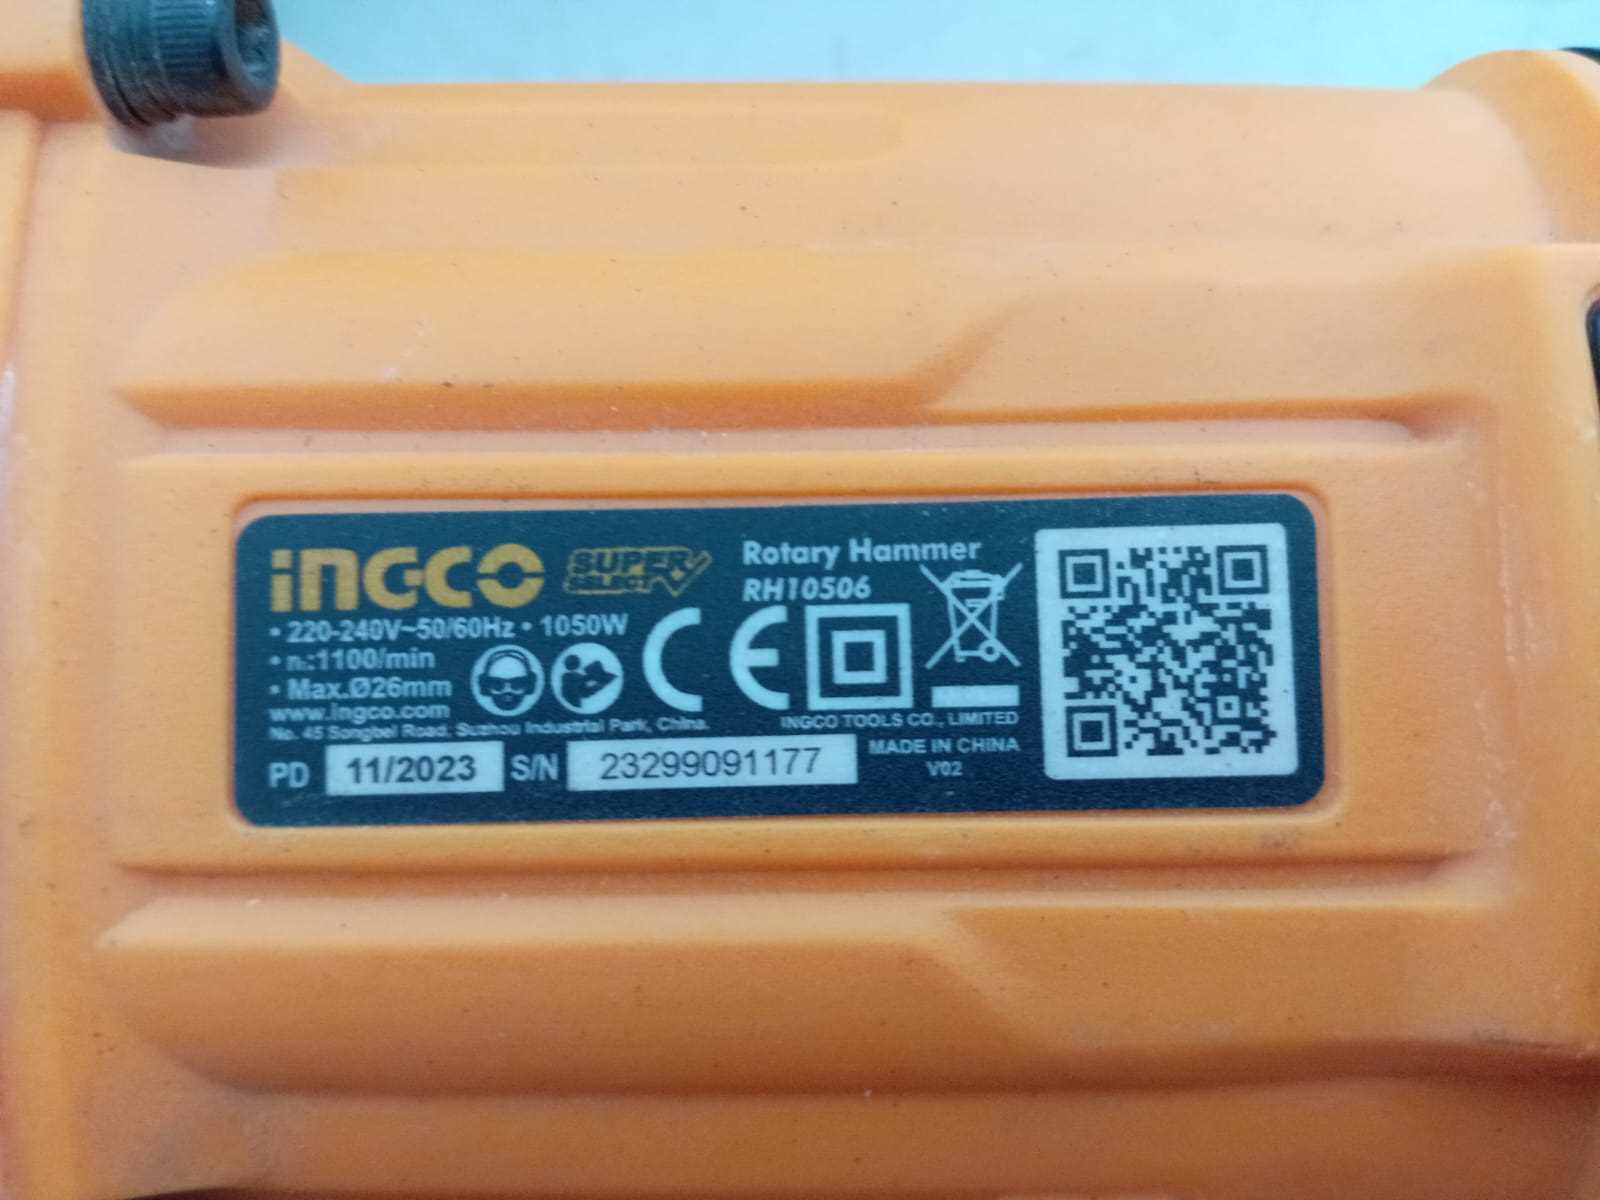 INGCO SUPER SELECT
Rotary Hammer
RH10506
• 220-240V~50/60Hz • 1050W
• n₀:1100/min
• Max.Ø26mm
www.ingco.com
No. 45 Songbei Road, Suzhou Industrial Park, China.
INGCO TOOLS CO., LIMITED
MADE IN CHINA
V02
PD 11/2023 S/N 23299091177